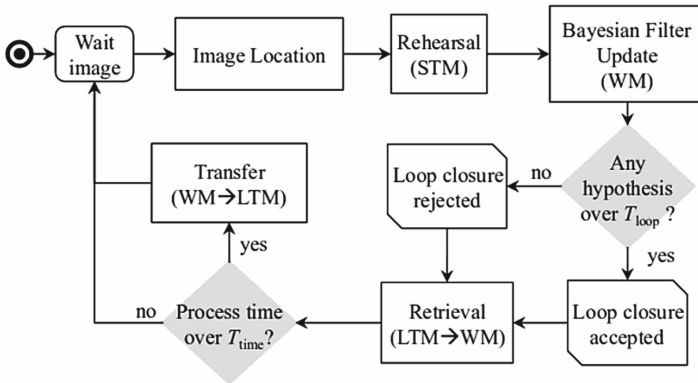 Wait
image
Image Location
Rehearsal
(STM)
Bayesian Filter
Update
(WM)
Any
hypothesis
over Tloop ?
no
yes
Loop closure
rejected
Loop closure
accepted
Retrieval
(LTM→WM)
Process time
over Ttime?
yes
no
Transfer
(WM→LTM)